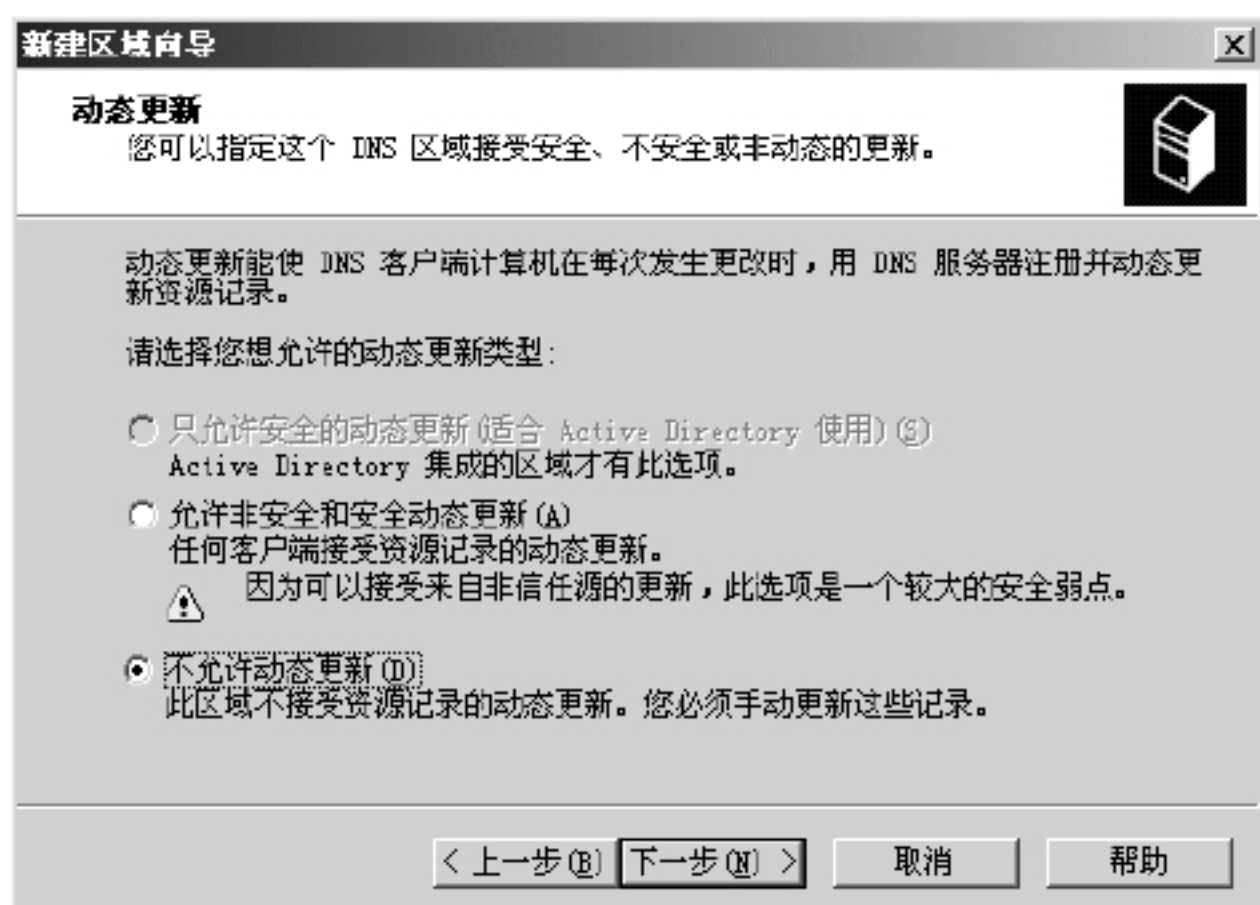 新建区域向导
动态更新
您可以指定这个 DNS 区域接受安全、不安全或非动态的更新。
动态更新能使 DNS 客户端计算机在每次发生更改时，用 DNS 服务器注册并动态更
新资源记录。
请选择您想允许的动态更新类型:
只允许安全的动态更新(适合 Active Directory 使用)(S)
Active Directory 集成的区域才有此选项。
允许非安全和安全动态更新(A)
任何客户端接受资源记录的动态更新。
因为可以接受来自非信任源的更新，此选项是一个较大的安全弱点。
不允许动态更新(D)
此区域不接受资源记录的动态更新。您必须手动更新这些记录。
< 上一步(B) 下一步(N) > 取消 帮助